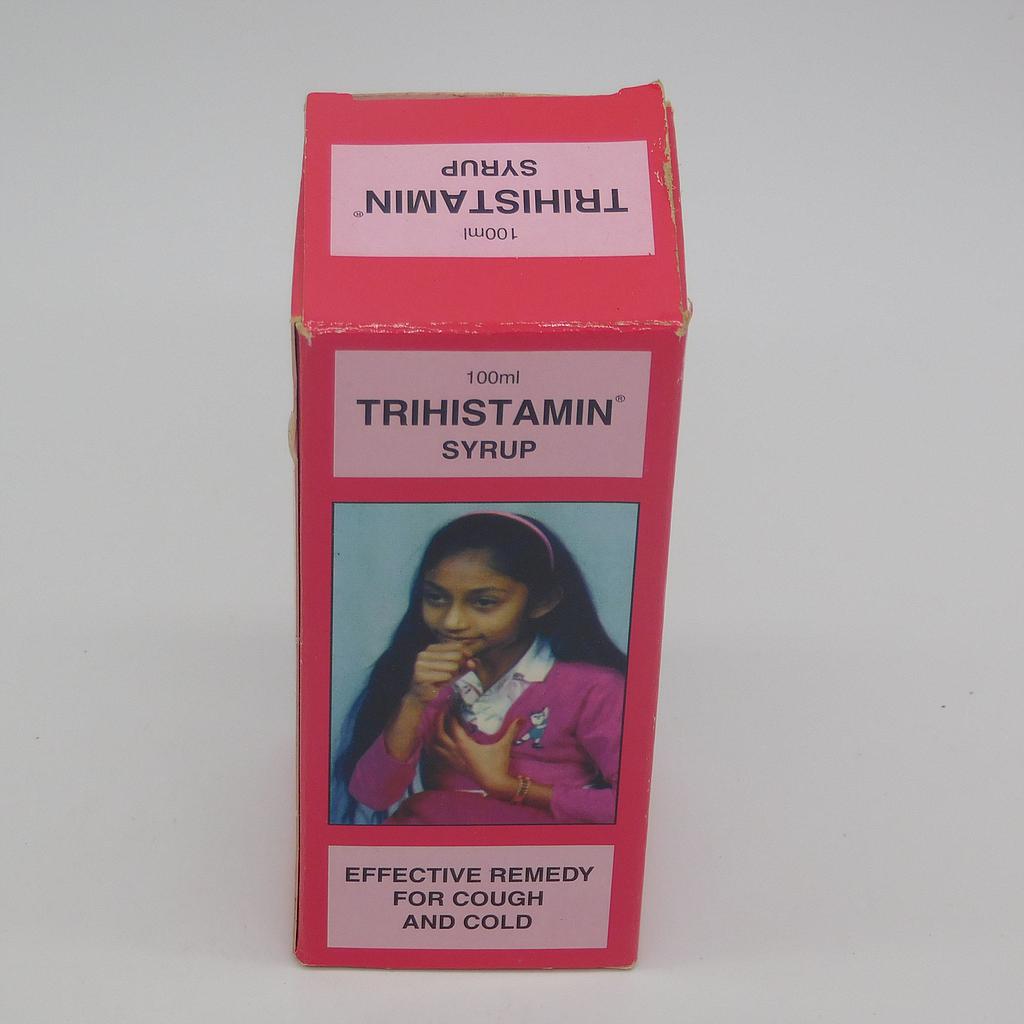 100ml
TRIHISTAMIN®
SYRUP
100ml
TRIHISTAMIN®
SYRUP
EFFECTIVE REMEDY
FOR COUGH
AND COLD